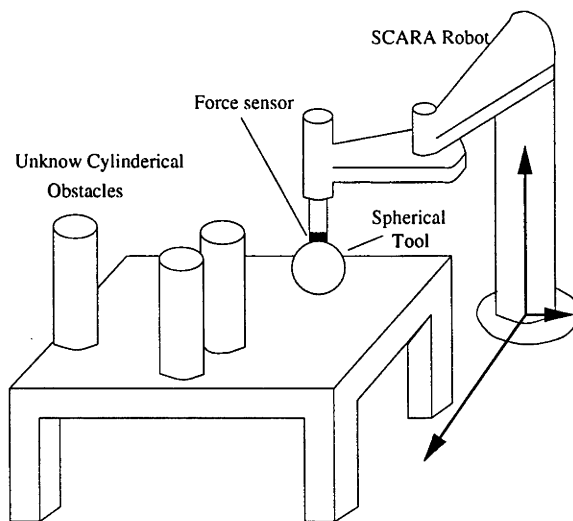 SCARA Robot
Force sensor
Unknow Cylinderical
Obstacles
Spherical
Tool